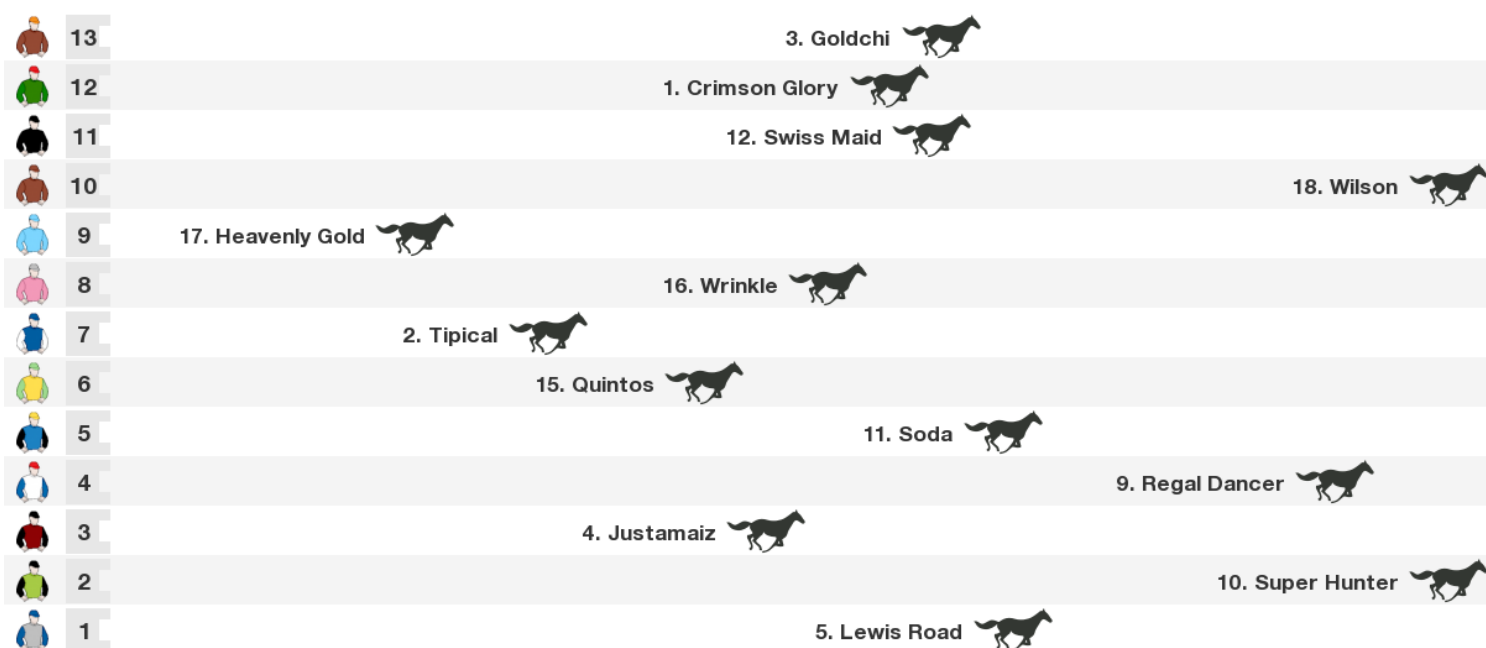 13 3. Goldchi
12 1. Crimson Glory
11 12. Swiss Maid
10 18. Wilson
9 17. Heavenly Gold
8 16. Wrinkle
7 2. Tipical
6 15. Quintos
5 11. Soda
4 9. Regal Dancer
3 4. Justamaiz
2 10. Super Hunter
1 5. Lewis Road